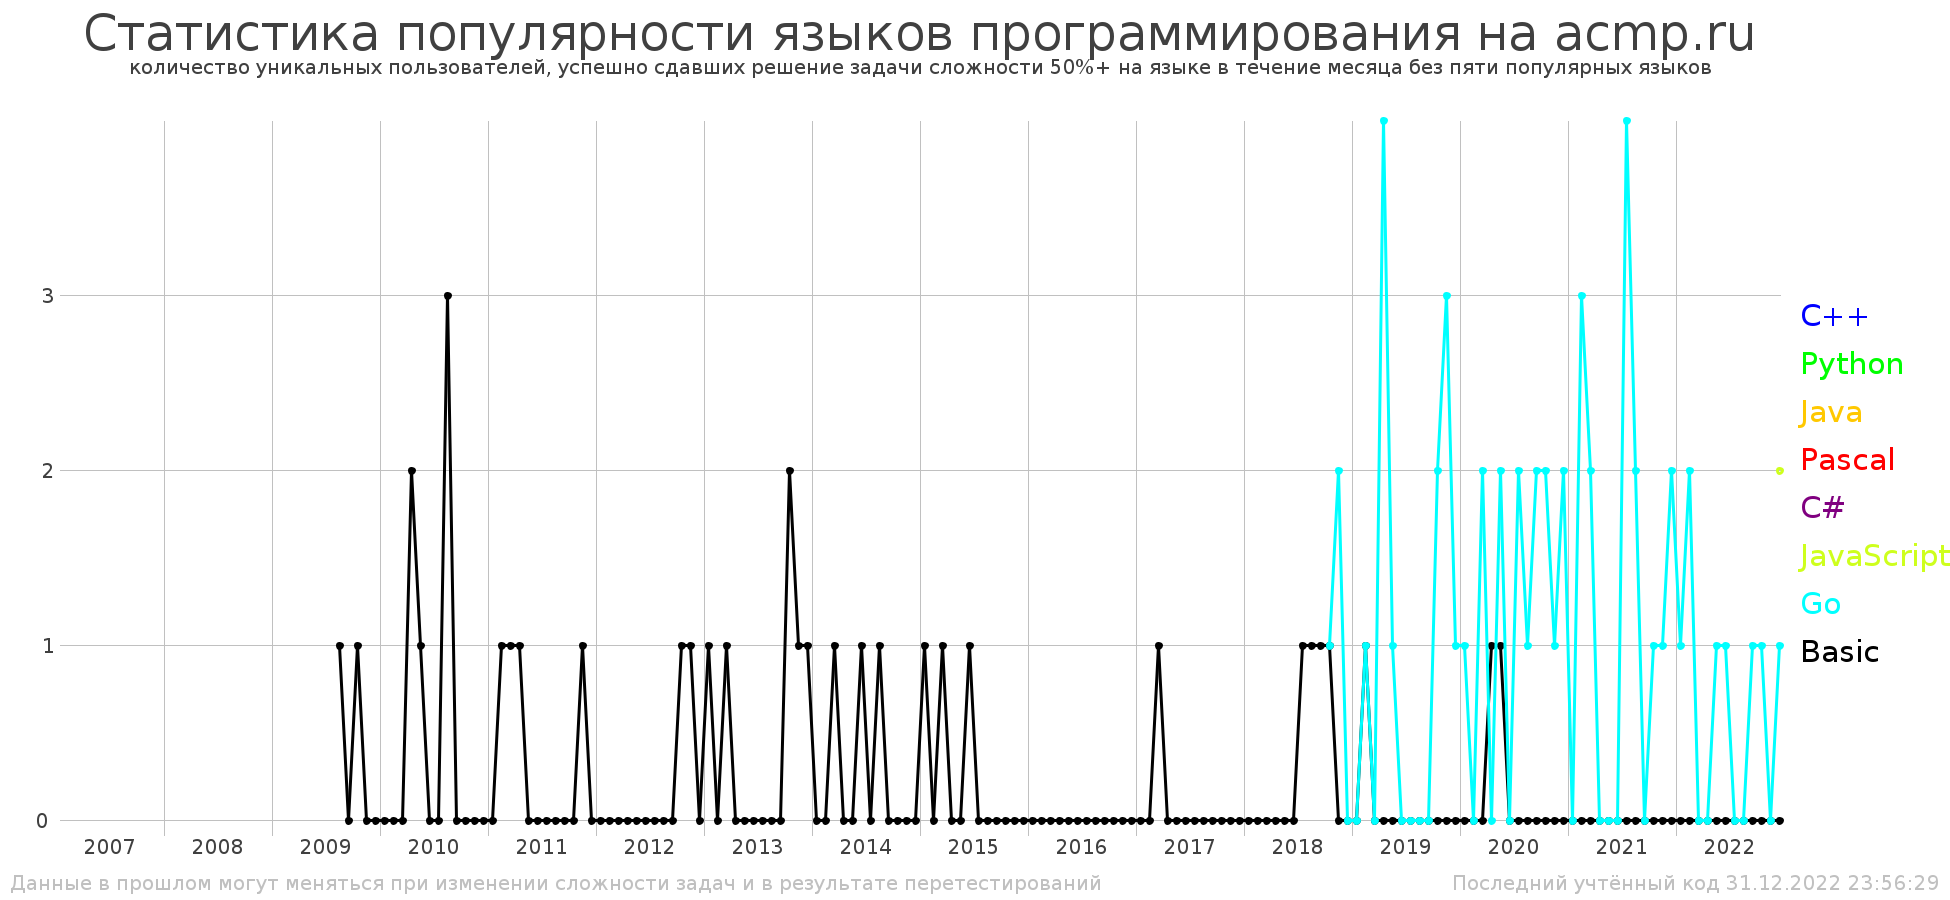 Статистика популярности языков программирования на acmp.ru
количество уникальных пользователей, успешно сдавших решение задачи сложности 50%+ на языке в течение месяца без пяти популярных языков
3
2
1
0
C++
Python
Java
Pascal
C#
JavaScript
Go
Basic
2007 2008 2009 2010 2011 2012 2013 2014 2015 2016 2017 2018 2019 2020 2021 2022
Данные в прошлом могут меняться при изменении сложности задач и в результате перетестирований
Последний учтённый код 31.12.2022 23:56:29